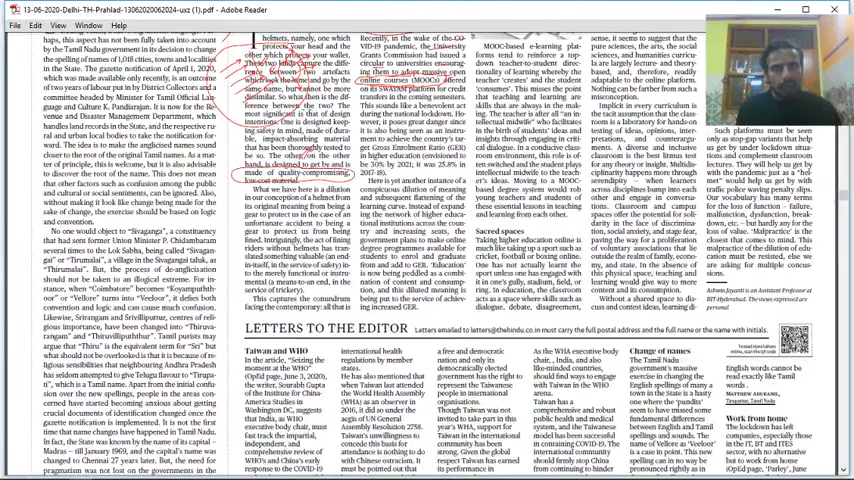 13-06-2020-Delhi-TH-Prahlad-13062020062024-uxz (1).pdf - Adobe Reader
File Edit View Window Help
haps, this aspect has not been fully taken into account
by the Tamil Nadu government in its decision to change
the spelling of names of 1,018 cities, towns and localities
in the State. The gazette notification of April 1, 2020,
which was made available only recently, is an outcome
of two years of labour put in by District Collectors and a
committee headed by Minister for Tamil Official Lan-
guage and Culture K. Pandiarajan. It is now for the Rev-
enue and Disaster Management Department, which
handles land records in the State, and the respective ru-
ral and urban local bodies to take the notification for-
ward. The idea is to make the anglicised names sound
closer to the root of the original Tamil names. As a mat-
ter of principle, this is welcome, but it is also advisable
to discover the root of the name. This does not mean
that other factors such as confusion among the public
and cultural or social sentiments, can be ignored. Also,
without making it look like change being made for the
sake of change, the exercise should be based on logic
and convention.
No one would object to "Sivaganga", a constituency
that had sent former Union Minister P. Chidambaram
several times to the Lok Sabha, being called "Sivagan-
gai" or "Tirumalai", a village in the Sivagangai taluk, as
"Thirumalai". But, the process of de-anglicisation
should not be taken to an illogical extreme. For in-
stance, when "Coimbatore" becomes "Koyampuththth-
oor" or "Vellore" turns into "Veeloor", it defies both
convention and logic and can cause much confusion.
Likewise, Srirangam and Srivilliputtur, centres of reli-
gious importance, have been changed into "Thiruva-
rangam" and "Thiruvillipuththur". Tamil purists may
argue that "Thiru" is the equivalent term for "Sri" but
what should not be overlooked is that it is because of re-
ligious sensibilities that neighbouring Andhra Pradesh
has seldom attempted to give Telugu flavour to "Tirupa-
ti", which is a Tamil name. Apart from the initial confu-
sion over the new spellings, people in the areas con-
cerned have started becoming anxious about getting
crucial documents of identification changed once the
gazette notification is implemented. It is not the first
time that name changes have happened in Tamil Nadu.
In fact, the State was known by the name of its capital –
Madras – till January 1969, and the capital's name was
changed to Chennai 27 years later. But, the need for
pragmatism was not lost on the governments in the
helmets, namely, one which
protects your head and the
other which protects your wallet.
These two kinds capture the diffe-
rence between two artefacts
same name, but cannot be more
dissimilar. So what then is the dif-
ference between the two? The
most significant is that of design
intentions. One is designed keep-
ing safety in mind, made of dura-
ble, impact-absorbing material
that has been thoroughly tested to
be so. The other, on the other
hand, is designed to get by and is
made of quality-compromising,
low-cost material.
What we have here is a dilution
in our conception of a helmet from
its original meaning from being a
gear to protect us in the case of an
unfortunate accident to being a
gear to protect us from being
fined. Intriguingly, the act of fining
riders without helmets has trans-
lated something valuable (an end-
in-itself, in the service of safety) in-
to the merely functional or instru-
mental (a means-to-an end, in the
service of trickery).
This captures the conundrum
facing the contemporary: all that is
Recently, in the wake of the CO-
VID-19 pandemic, the University
Grants Commission had issued a
circular to universities encourag-
ing them to adopt massive open
online courses (MOOCs) offered
on its SWAYAM platform for credit
transfers in the coming semesters.
This sounds like a benevolent act
during the national lockdown.
However, it poses great danger
since it is also being seen as an in-
strument to achieve the country's
target Gross Enrolment Ratio (GER)
in higher education (envisioned to
be 30% by 2021; it was 25.8% in
2017-18).
Here is yet another instance of a
conspicuous dilution of meaning
and subsequent flattening of the
learning curve. Instead of expand-
ing the network of higher educa-
tional institutions across the coun-
try and increasing seats, the
government plans to make online
degree programmes available for
students to enrol and graduate
from and add to GER. 'Education'
is now being peddled as a combi-
nation of content and consump-
tion, and this diluted meaning is
being put to the service of achiev-
ing increased GER.
MOOC-based e-learning plat-
forms tend to reinforce a top-
down teacher-to-student direc-
tionality of learning whereby the
teacher 'creates' and the student
'consumes'. This misses the point
that teaching and learning are
skills that are always in the mak-
ing. The teacher is after all "an in-
tellectual midwife" who facilitates
in the birth of students' ideas and
insights through engaging in criti-
cal dialogue. In a conducive class-
room environment, this role is of-
ten switched and the student plays
intellectual midwife to the teach-
er's ideas. Moving to a MOOC-
based degree system would rob
young teachers and students of
these essential lessons in teaching
and learning from each other.
Sacred spaces
Taking higher education online is
much like taking up a sport such as
cricket, football or boxing online.
One has not actually learnt the
sport unless one has engaged with
it in one's gully, stadium, field, or
ring. In education, the classroom
acts as a space where skills such as
dialogue, debate, disagreement,
sense, it seems to suggest that the
pure sciences, the arts, the social
sciences, and humanities curricu-
la are largely lecture- and theory-
based and, therefore, readily
adaptable to the online platform.
Nothing can be farther from such a
misconception.
Implicit in every curriculum is
the tacit assumption that the class-
room is a laboratory for hands-on
testing of ideas, opinions, inter-
pretations, and counterargu-
ments. A diverse and inclusive
classroom is the best litmus test
for any theory or insight. Multidis-
ciplinarity happens more through
serendipity – when learners
across disciplines bump into each
other and engage in conversa-
tions. Classroom and campus
spaces offer the potential for soli-
darity in the face of discrimina-
tion, social anxiety, and stage fear,
paving the way for a proliferation
of voluntary associations that lie
outside the realm of family, econo-
my, and state. In the absence of
this physical space, teaching and
learning would give way to mere
content and its consumption.
Without a shared space to dis-
cuss and contest ideas, learning di-
Such platforms must be seen
only as stop-gap variants that help
us get by under lockdown situa-
tions and complement classroom
lectures. They will help us get by
with the pandemic just as a "hel-
met" would help us get by with
traffic police waving penalty slips.
Our vocabulary has many terms
for the loss of function – failure,
malfunction, dysfunction, break-
down, etc. – but hardly any for the
loss of value. 'Malpractice' is the
closest that comes to mind. This
malpractice of the dilution of edu-
cation must be resisted, else we
are asking for multiple concus-
sions.
Ashwin Jayanti is an Assistant Professor at
IIIT-Hyderabad. The views expressed are
personal
LETTERS TO THE EDITOR Letters emailed to letters@thehindu.co.in must carry the full postal address and the full name or the name with initials.
Taiwan and WHO
In the article, "Seizing the
moment at the WHO"
(OpEd page, June 3, 2020),
the writer, Sourabh Gupta
of the Institute for China-
America Studies in
Washington DC, suggests
that India, as WHO
executive body chair, must
fast track the impartial,
independent, and
comprehensive review of
WHO's and China's early
response to the COVID-19
international health
regulations by member
states.
He has also mentioned that
when Taiwan last attended
the World Health Assembly
(WHA) as an observer in
2016, it did so under the
aegis of UN General
Assembly Resolution 2758.
Taiwan's unwillingness to
concede this basis for
attendance is nothing to do
with Chinese ostracism. It
must be pointed out that
a free and democratic
nation and only its
democratically elected
government has the right to
represent the Taiwanese
people in international
organisations.
Though Taiwan was not
invited to take part in this
year's WHA, support for
Taiwan in the international
community has been
strong. Given the global
respect Taiwan has earned
its performance in
As the WHA executive body
chair, , India, and also
like-minded countries,
should find ways to engage
with Taiwan in the WHO
arena.
Taiwan has a
comprehensive and robust
public health and medical
system, and the Taiwanese
model has been successful
in containing COVID-19. The
international community
should firmly stop China
from continuing to hinder
Change of names
The Tamil Nadu
government's massive
exercise in changing the
English spellings of many a
town in the State is a hasty
one where the 'pundits'
seem to have missed some
fundamental differences
between English and Tamil
spellings and sounds. The
name of Vellore as 'Veeloor'
is a case in point. This new
spelling can in no way be
pronounced rightly as in
English words cannot be
read exactly like Tamil
words .
Work from home
The lockdown has left
companies, especially those
in the IT, BT and ITES
sector, with no alternative
but to work from home
(OpEd page, 'Parley', June